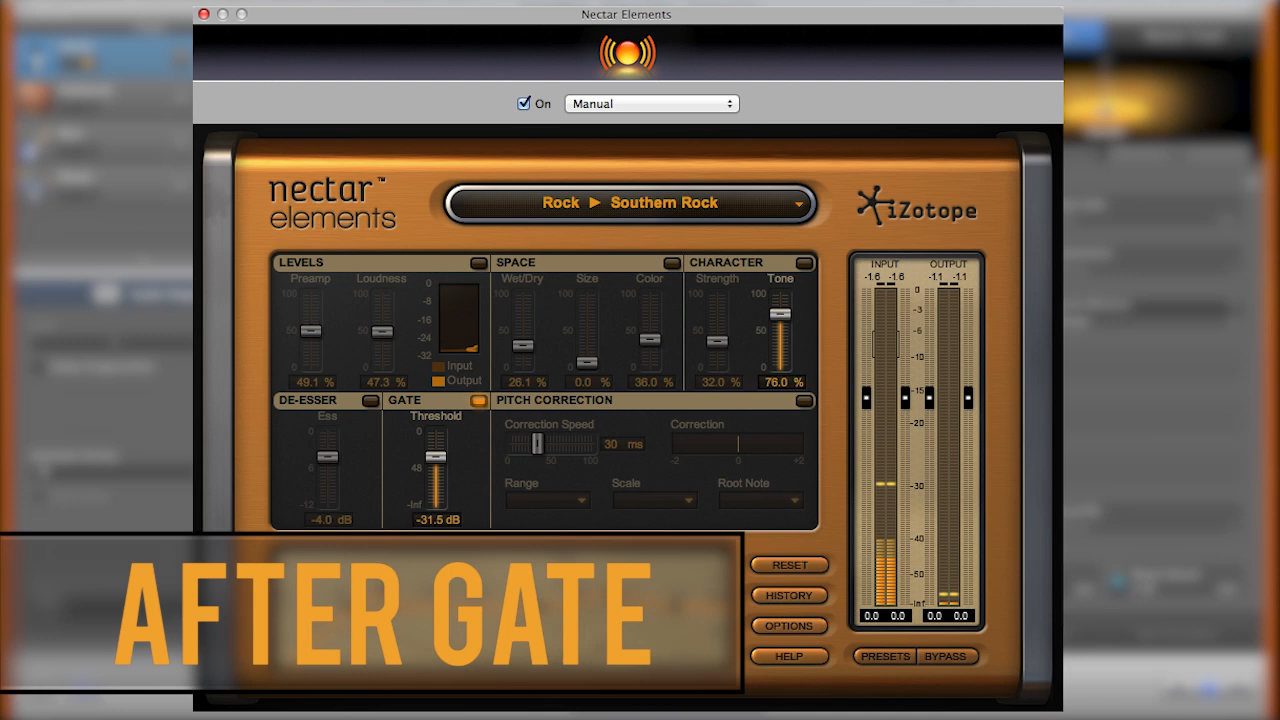 Nectar Elements
On
Manual
nectar™
elements
Rock ▶ Southern Rock
iZotope
LEVELS
SPACE
CHARACTER
Preamp Loudness
Wet/Dry Size Color
Strength Tone
100 50 0
100 50 0
0 -8 -16 -24 -32
100 50 0
100 50 0
100 50 0
Input
Output
49.1 % 47.3 %
26.1 % 0.0 % 36.0 %
32.0 % 76.0 %
DE-ESSER
GATE
PITCH CORRECTION
Ess
Threshold
Correction Speed
Correction
0 6 -12
0 48 -Inf
30 ms
0 50 100
-2 0 +2
Range Scale Root Note
-4.0 dB
-31.5 dB
INPUT OUTPUT
-1.6 -1.6 -1.1 -1.1
0
-3
-6
-10
-15
-20
-30
-40
-50
-Inf
0.0 0.0 0.0 0.0
RESET
HISTORY
OPTIONS
HELP
PRESETS BYPASS
AFTER GATE